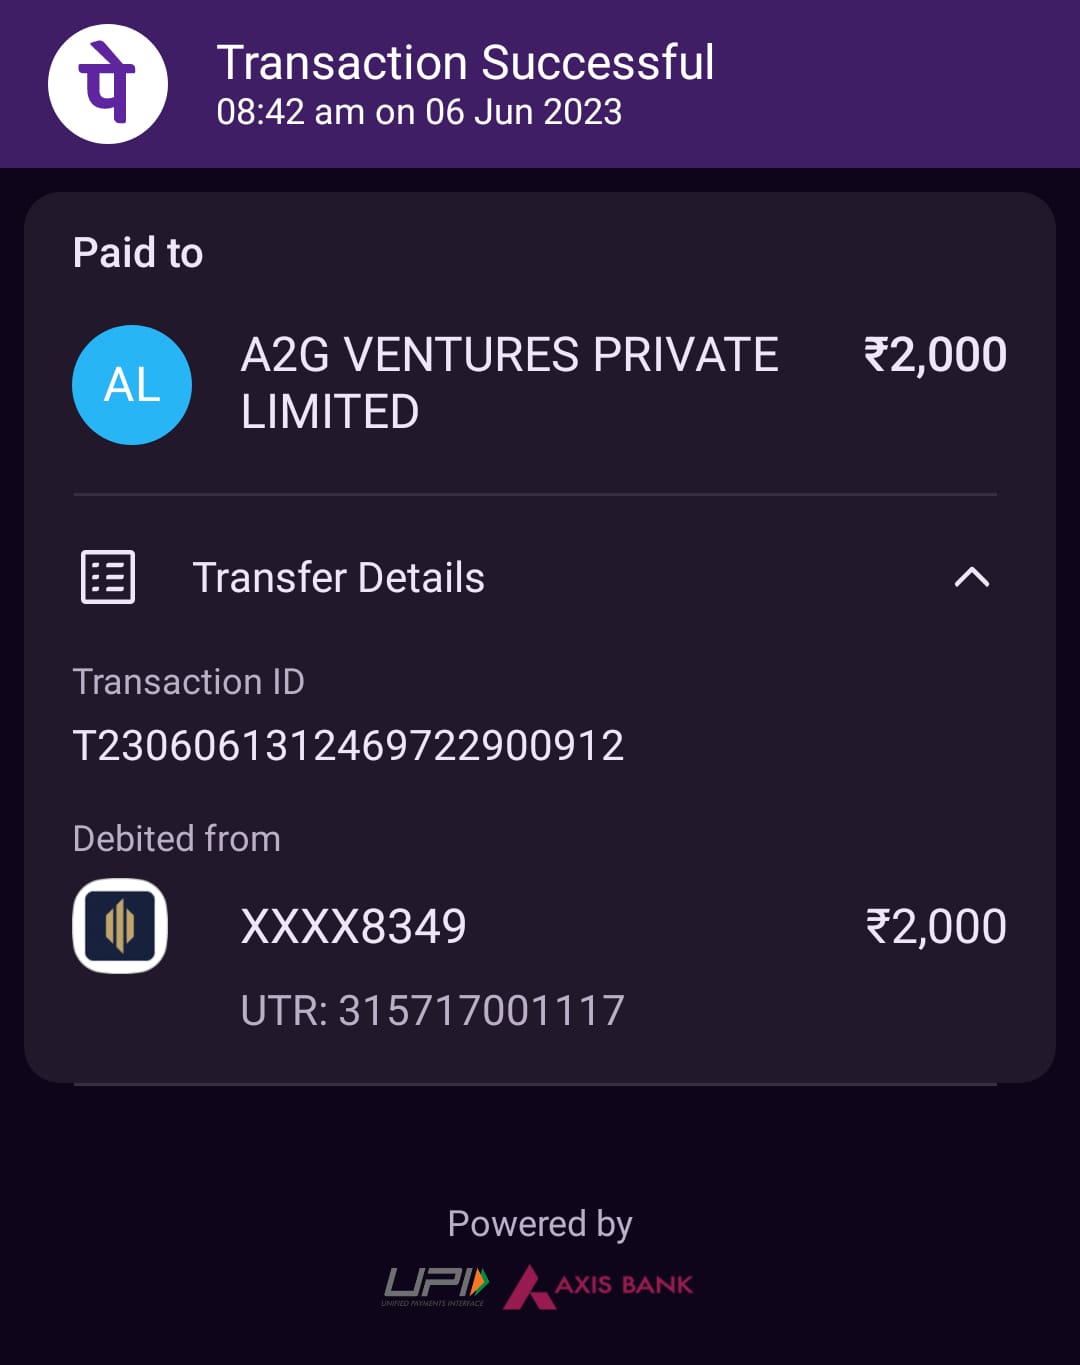 पे
Transaction Successful
08:42 am on 06 Jun 2023
Paid to
AL
A2G VENTURES PRIVATE
LIMITED
₹2,000
Transfer Details
Transaction ID
T2306061312469722900912
Debited from
XXXX8349
₹2,000
UTR: 315717001117
Powered by
UPI
UNIFIED PAYMENTS INTERFACE
AXIS BANK